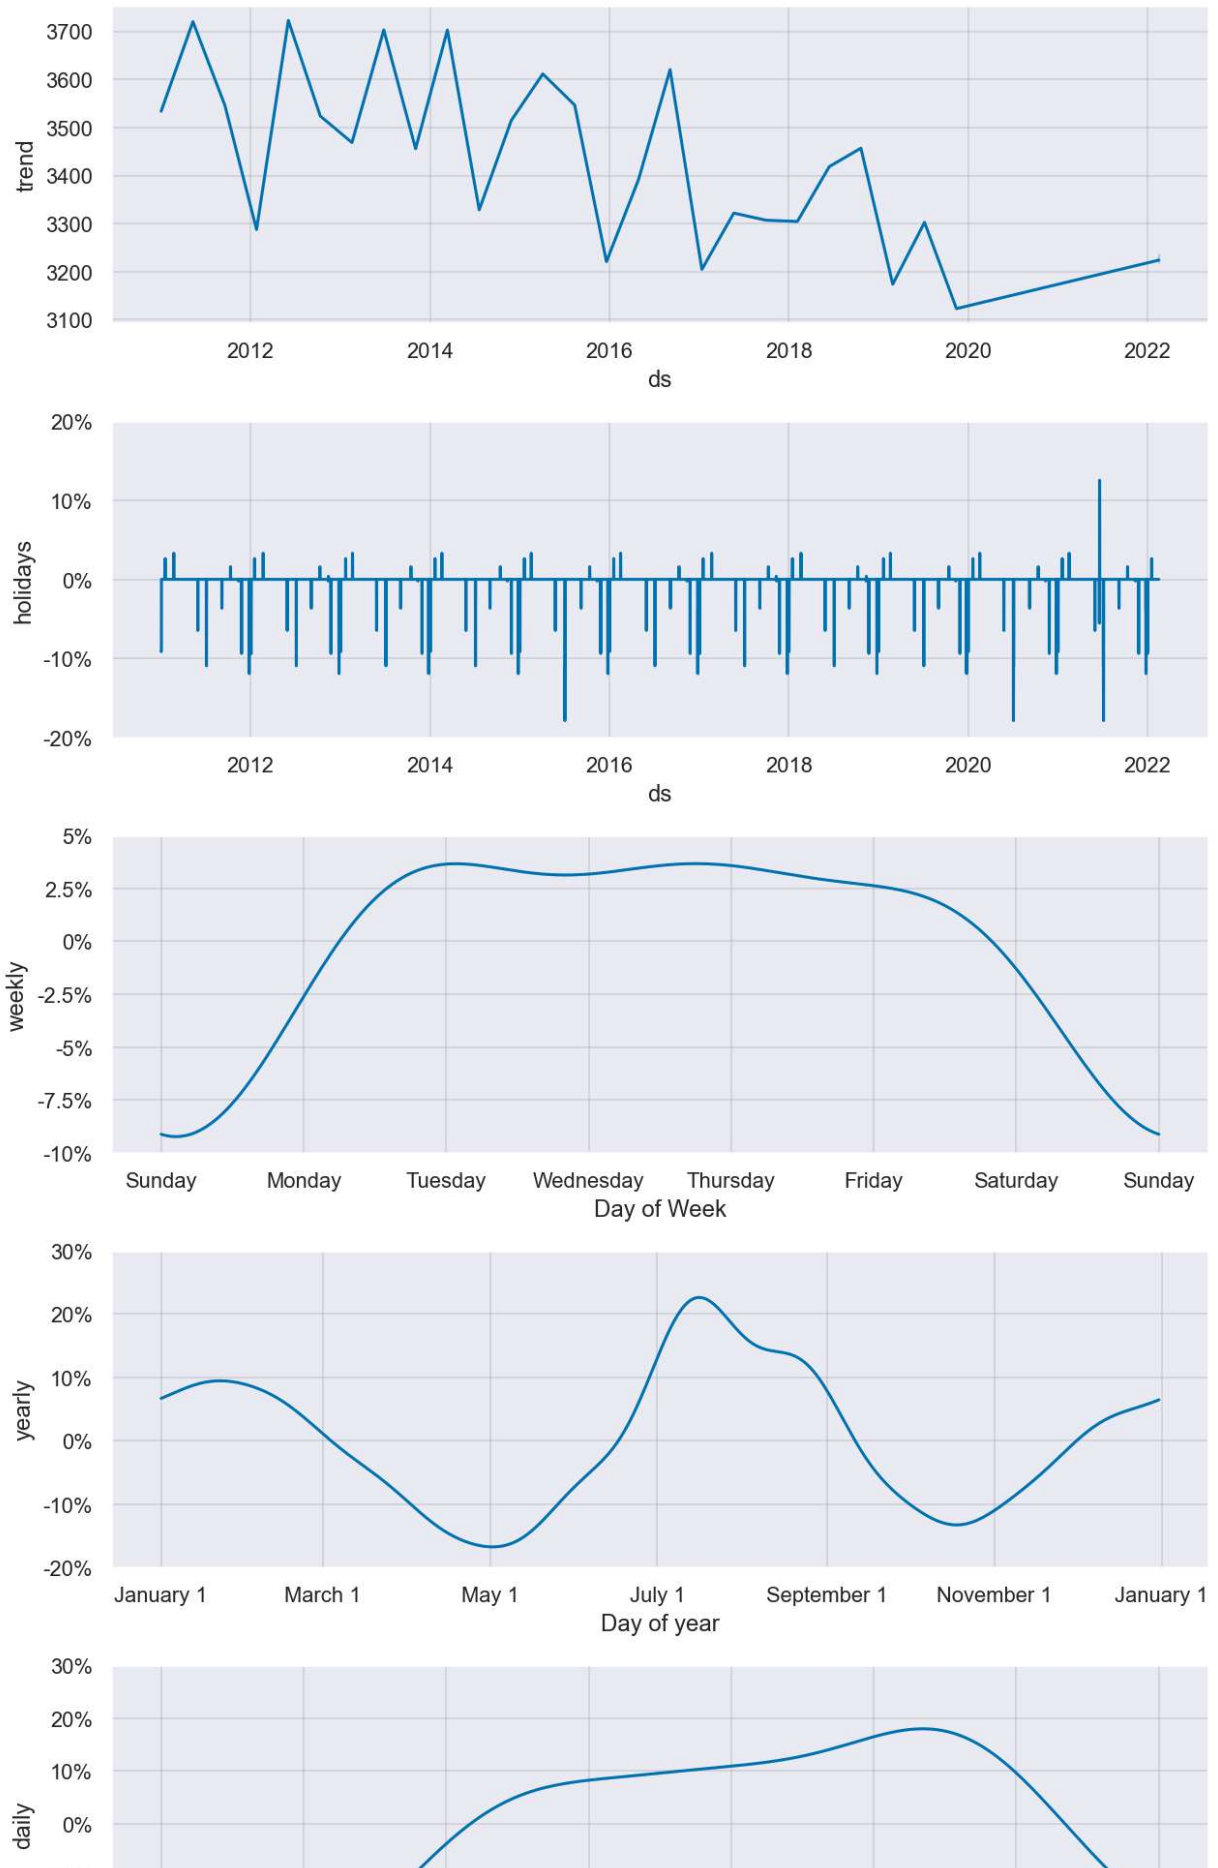 3700
3600
3500
3400
3300
3200
3100
trend
2012 2014 2016 2018 2020 2022
ds
20%
10%
0%
-10%
-20%
holidays
2012 2014 2016 2018 2020 2022
ds
5%
2.5%
0%
-2.5%
-5%
-7.5%
-10%
weekly
Sunday Monday Tuesday Wednesday Thursday Friday Saturday Sunday
Day of Week
30%
20%
10%
0%
-10%
-20%
yearly
January 1 March 1 May 1 July 1 September 1 November 1 January 1
Day of year
30%
20%
10%
0%
daily